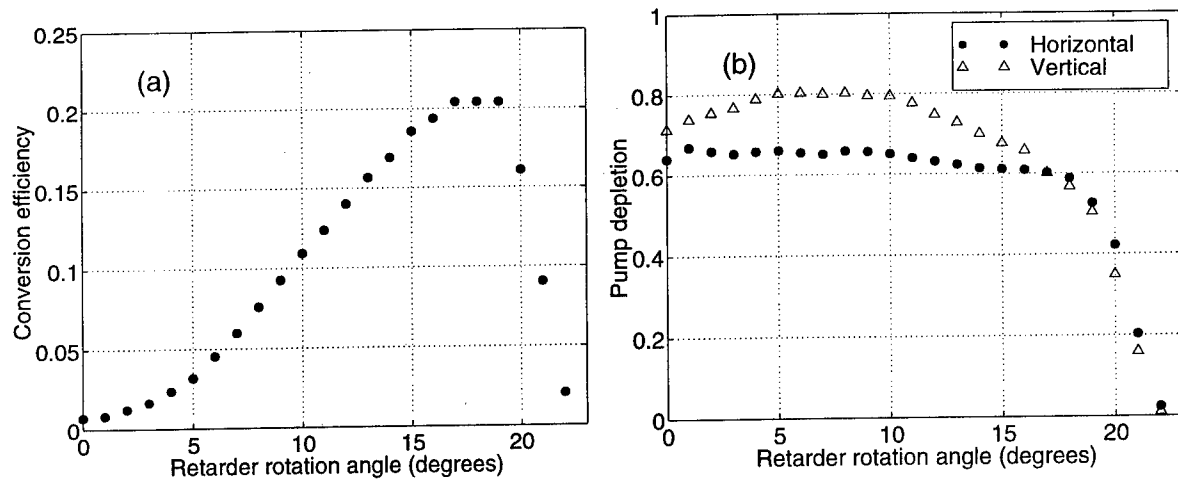 0.25
0.2
0.15
0.1
0.05
0
0
5
10
15
20
Conversion efficiency
Retarder rotation angle (degrees)
(a)
1
0.8
0.6
0.4
0.2
0
0
5
10
15
20
Pump depletion
Retarder rotation angle (degrees)
(b)
Horizontal
Vertical